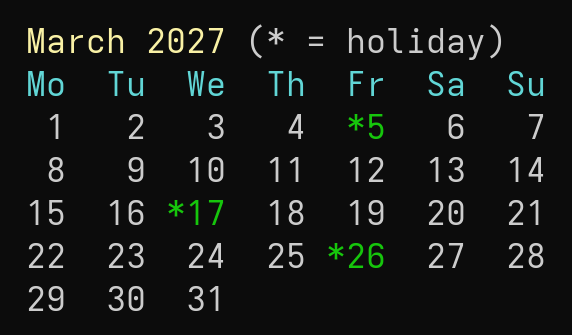 March 2027 (* = holiday)
Mo  Tu  We  Th  Fr  Sa  Su
 1   2   3   4  *5   6   7
 8   9  10  11  12  13  14
15  16 *17  18  19  20  21
22  23  24  25 *26  27  28
29  30  31